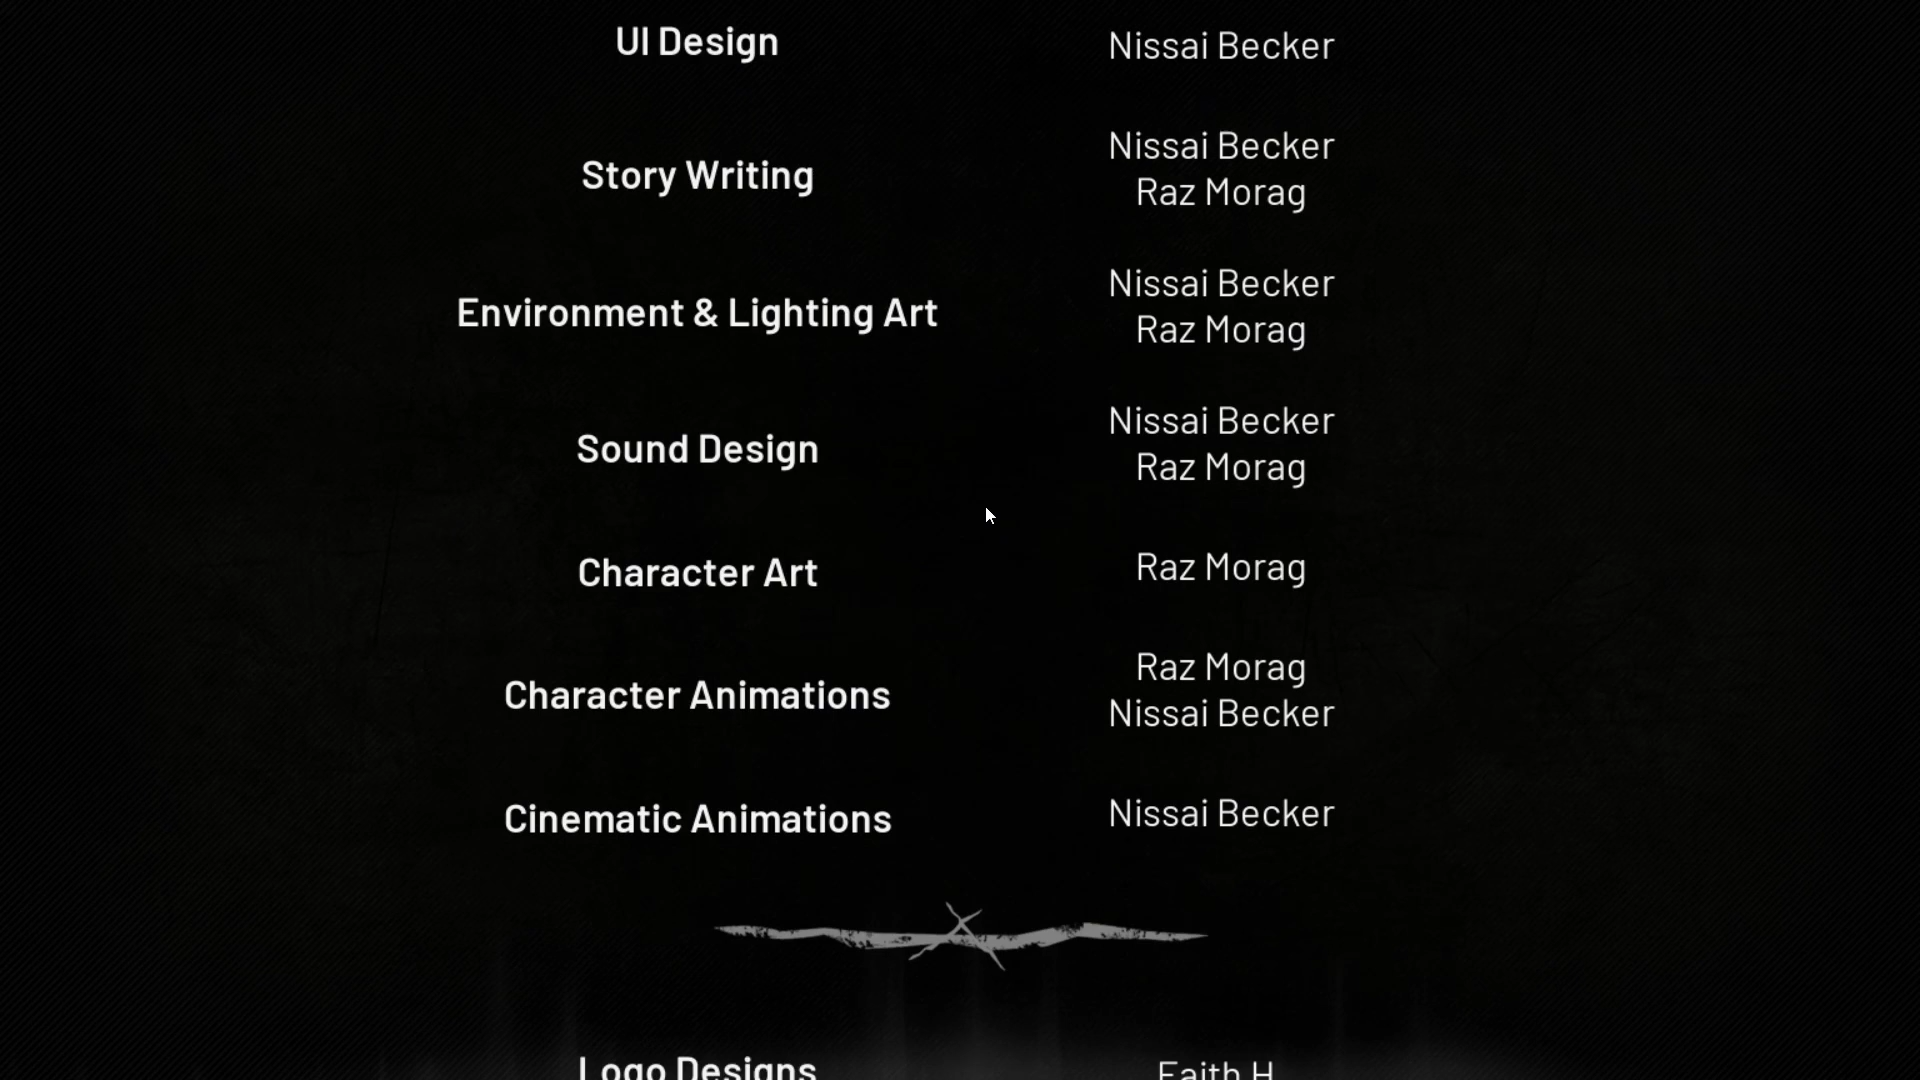 UI Design
Nissai Becker
Story Writing
Nissai Becker
Raz Morag
Environment & Lighting Art
Nissai Becker
Raz Morag
Sound Design
Nissai Becker
Raz Morag
Character Art
Raz Morag
Character Animations
Raz Morag
Nissai Becker
Cinematic Animations
Nissai Becker
Logo Designs
Faith H